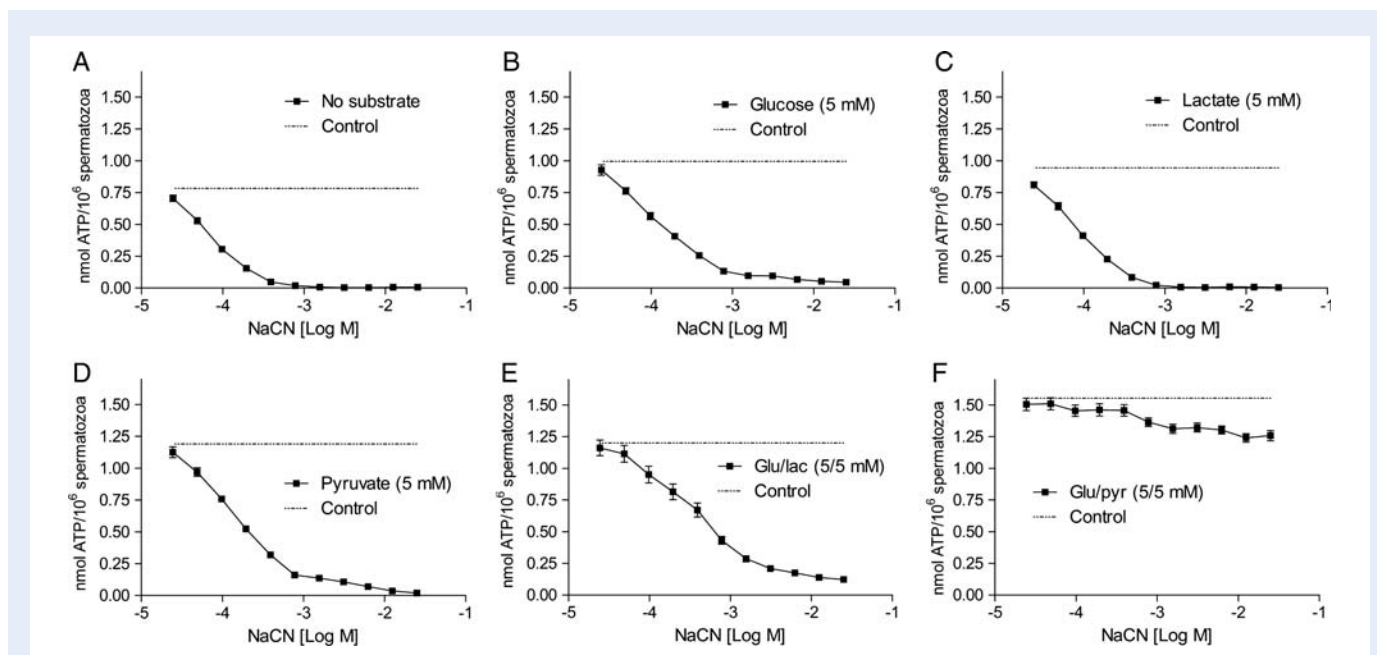 A
1.50
1.25
1.00
0.75
0.50
0.25
0.00
nmol ATP/10⁶ spermatozoa
No substrate
Control
-5 -4 -3 -2 -1
NaCN [Log M]
B
1.50
1.25
1.00
0.75
0.50
0.25
0.00
nmol ATP/10⁶ spermatozoa
Glucose (5 mM)
Control
-5 -4 -3 -2 -1
NaCN [Log M]
C
1.50
1.25
1.00
0.75
0.50
0.25
0.00
nmol ATP/10⁶ spermatozoa
Lactate (5 mM)
Control
-5 -4 -3 -2 -1
NaCN [Log M]
D
1.50
1.25
1.00
0.75
0.50
0.25
0.00
nmol ATP/10⁶ spermatozoa
Pyruvate (5 mM)
Control
-5 -4 -3 -2 -1
NaCN [Log M]
E
1.50
1.25
1.00
0.75
0.50
0.25
0.00
nmol ATP/10⁶ spermatozoa
Glu/lac (5/5 mM)
Control
-5 -4 -3 -2 -1
NaCN [Log M]
F
1.50
1.25
1.00
0.75
0.50
0.25
0.00
nmol ATP/10⁶ spermatozoa
Glu/pyr (5/5 mM)
Control
-5 -4 -3 -2 -1
NaCN [Log M]